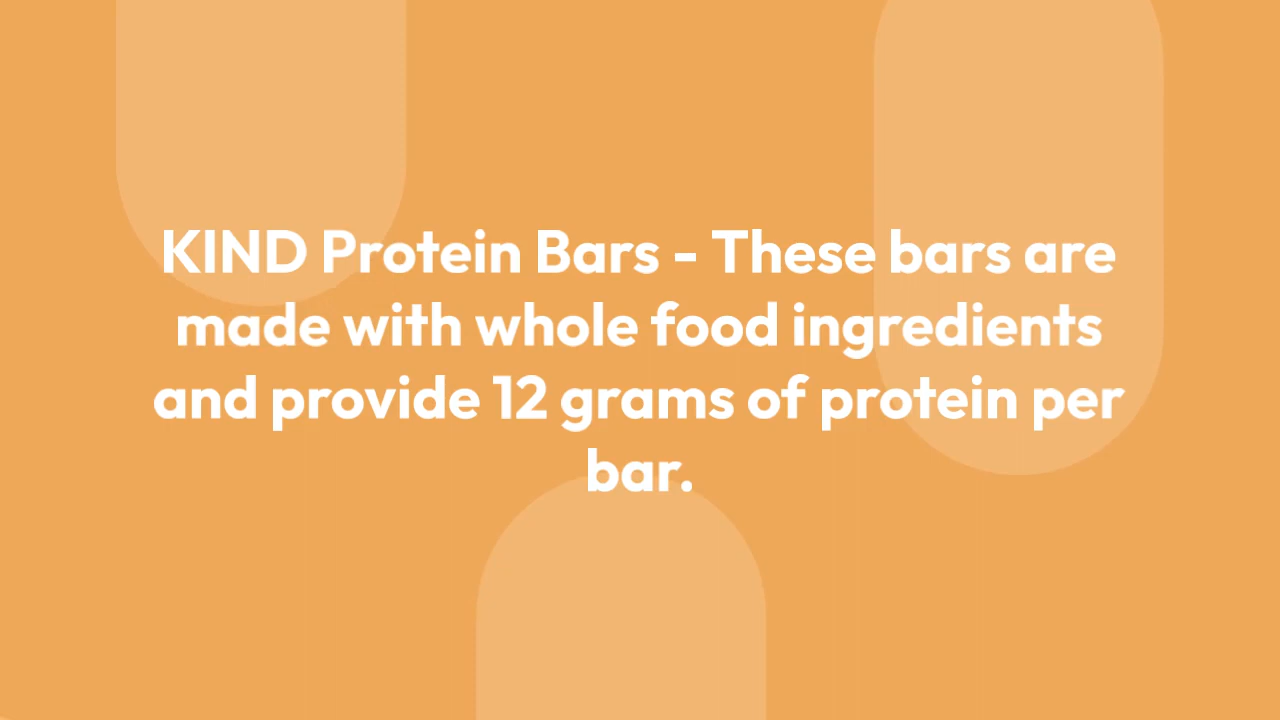 KIND Protein Bars - These bars are
made with whole food ingredients
and provide 12 grams of protein per
bar.